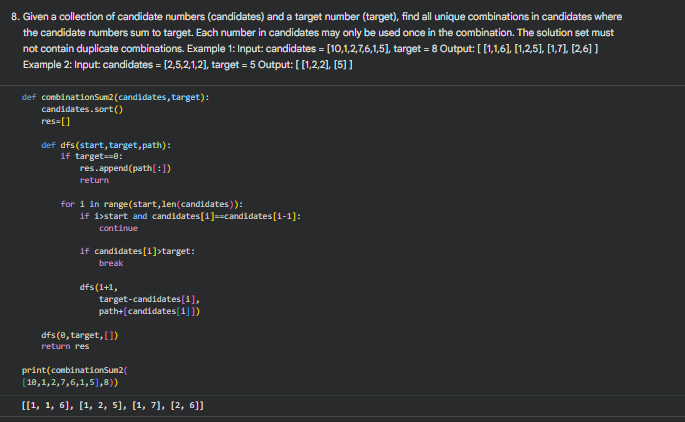 8. Given a collection of candidate numbers (candidates) and a target number (target), find all unique combinations in candidates where
the candidate numbers sum to target. Each number in candidates may only be used once in the combination. The solution set must
not contain duplicate combinations. Example 1: Input: candidates = [10,1,2,7,6,1,5], target = 8 Output: [ [1,1,6], [1,2,5], [1,7], [2,6] ]
Example 2: Input: candidates = [2,5,2,1,2], target = 5 Output: [ [1,2,2], [5] ]
def combinationSum2(candidates,target):
    candidates.sort()
    res=[]
    def dfs(start,target,path):
        if target==0:
            res.append(path[:])
            return
        for i in range(start,len(candidates)):
            if i>start and candidates[i]==candidates[i-1]:
                continue
            if candidates[i]>target:
                break
            dfs(i+1,
                target-candidates[i],
                path+[candidates[i]])
    dfs(0,target,[])
    return res
print(combinationSum2(
[10,1,2,7,6,1,5],8))
[[1, 1, 6], [1, 2, 5], [1, 7], [2, 6]]